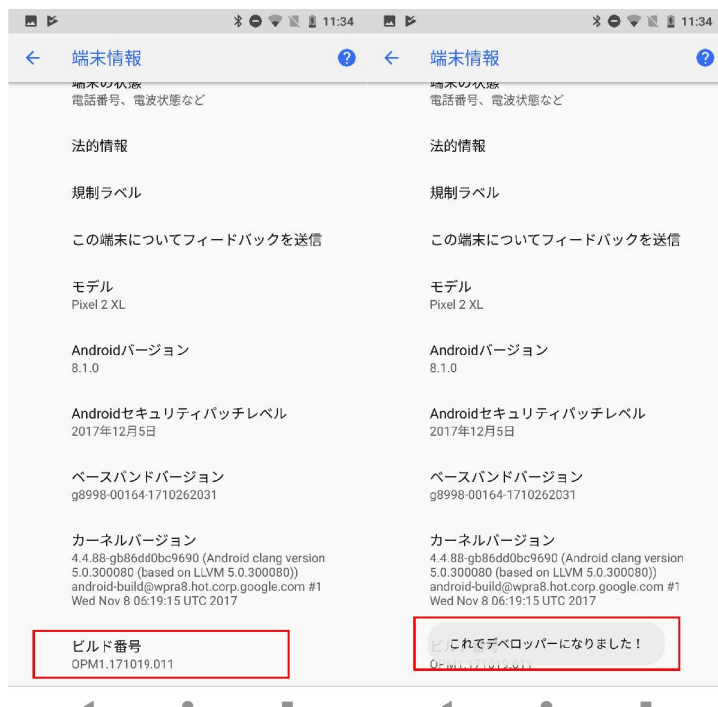 11:34
端末情報
端末の状態
電話番号、電波状態など
法的情報
規制ラベル
この端末についてフィードバックを送信
モデル
Pixel 2 XL
Androidバージョン
8.1.0
Androidセキュリティパッチレベル
2017年12月5日
ベースバンドバージョン
g8998-00164-1710262031
カーネルバージョン
4.4.88-gb86dd0bc9690 (Android clang version
5.0.300080 (based on LLVM 5.0.300080))
android-build@wpra8.hot.corp.google.com #1
Wed Nov 8 06:19:15 UTC 2017
ビルド番号
OPM1.171019.011
11:34
端末情報
端末の状態
電話番号、電波状態など
法的情報
規制ラベル
この端末についてフィードバックを送信
モデル
Pixel 2 XL
Androidバージョン
8.1.0
Androidセキュリティパッチレベル
2017年12月5日
ベースバンドバージョン
g8998-00164-1710262031
カーネルバージョン
4.4.88-gb86dd0bc9690 (Android clang version
5.0.300080 (based on LLVM 5.0.300080))
android-build@wpra8.hot.corp.google.com #1
Wed Nov 8 06:19:15 UTC 2017
これでデベロッパーになりました！
OPM1.171019.011